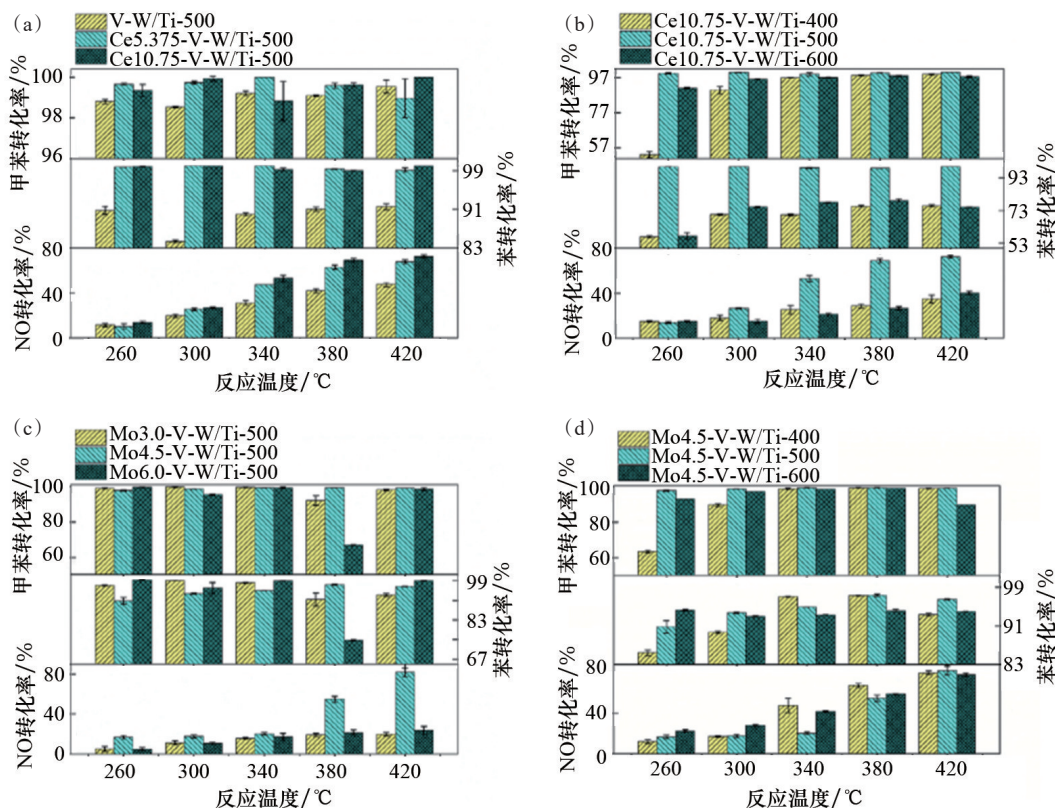 (a)
V-W/Ti-500
Ce5.375-V-W/Ti-500
Ce10.75-V-W/Ti-500
甲苯转化率/%
100
98
96
苯转化率/%
99
91
83
NO转化率/%
80
40
0
260 300 340 380 420
反应温度/℃
(b)
Ce10.75-V-W/Ti-400
Ce10.75-V-W/Ti-500
Ce10.75-V-W/Ti-600
甲苯转化率/%
97
77
57
苯转化率/%
93
73
53
NO转化率/%
80
40
0
260 300 340 380 420
反应温度/℃
(c)
Mo3.0-V-W/Ti-500
Mo4.5-V-W/Ti-500
Mo6.0-V-W/Ti-500
甲苯转化率/%
100
80
60
苯转化率/%
99
83
67
NO转化率/%
80
40
0
260 300 340 380 420
反应温度/℃
(d)
Mo4.5-V-W/Ti-400
Mo4.5-V-W/Ti-500
Mo4.5-V-W/Ti-600
甲苯转化率/%
100
80
60
苯转化率/%
99
91
83
NO转化率/%
80
40
0
260 300 340 380 420
反应温度/℃